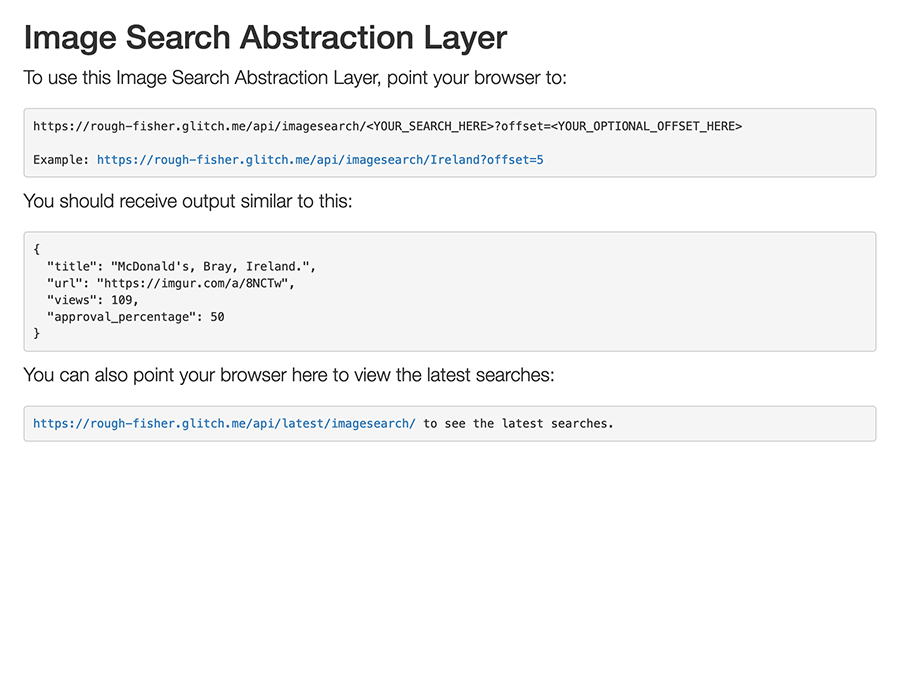 Image Search Abstraction Layer
To use this Image Search Abstraction Layer, point your browser to:
https://rough-fisher.glitch.me/api/imagesearch/<YOUR_SEARCH_HERE>?offset=<YOUR_OPTIONAL_OFFSET_HERE>
Example: https://rough-fisher.glitch.me/api/imagesearch/Ireland?offset=5
You should receive output similar to this:
{
  "title": "McDonald's, Bray, Ireland.",
  "url": "https://imgur.com/a/8NCTw",
  "views": 109,
  "approval_percentage": 50
}
You can also point your browser here to view the latest searches:
https://rough-fisher.glitch.me/api/latest/imagesearch/ to see the latest searches.